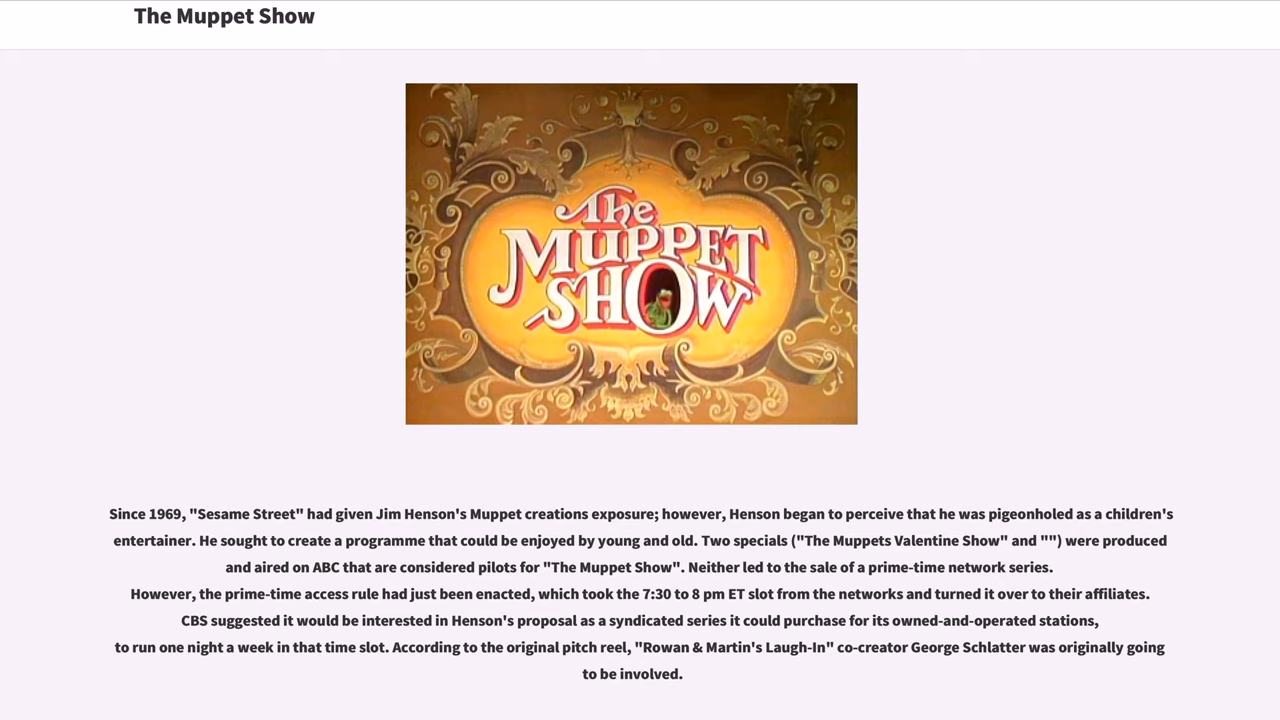 The Muppet Show
The
MUPPET
SHOW
Since 1969, "Sesame Street" had given Jim Henson's Muppet creations exposure; however, Henson began to perceive that he was pigeonholed as a children's
entertainer. He sought to create a programme that could be enjoyed by young and old. Two specials ("The Muppets Valentine Show" and "") were produced
and aired on ABC that are considered pilots for "The Muppet Show". Neither led to the sale of a prime-time network series.
However, the prime-time access rule had just been enacted, which took the 7:30 to 8 pm ET slot from the networks and turned it over to their affiliates.
CBS suggested it would be interested in Henson's proposal as a syndicated series it could purchase for its owned-and-operated stations,
to run one night a week in that time slot. According to the original pitch reel, "Rowan & Martin's Laugh-In" co-creator George Schlatter was originally going
to be involved.